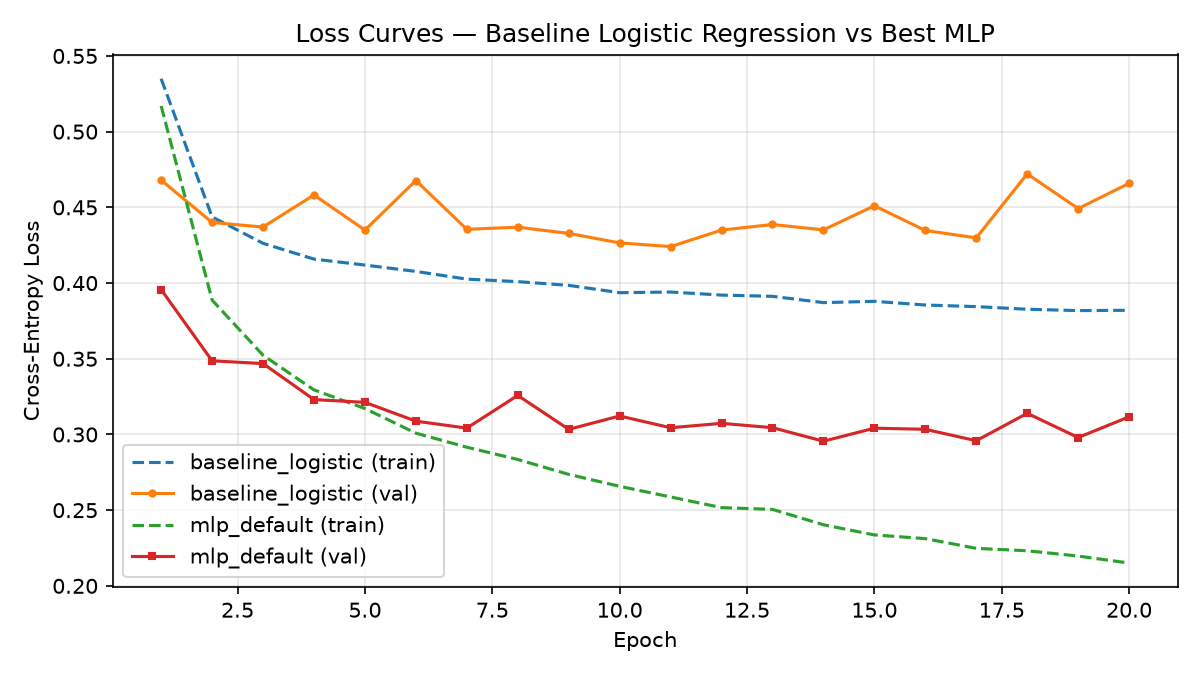 Loss Curves — Baseline Logistic Regression vs Best MLP
Cross-Entropy Loss
0.55
0.50
0.45
0.40
0.35
0.30
0.25
0.20
baseline_logistic (train)
baseline_logistic (val)
mlp_default (train)
mlp_default (val)
2.5 5.0 7.5 10.0 12.5 15.0 17.5 20.0
Epoch